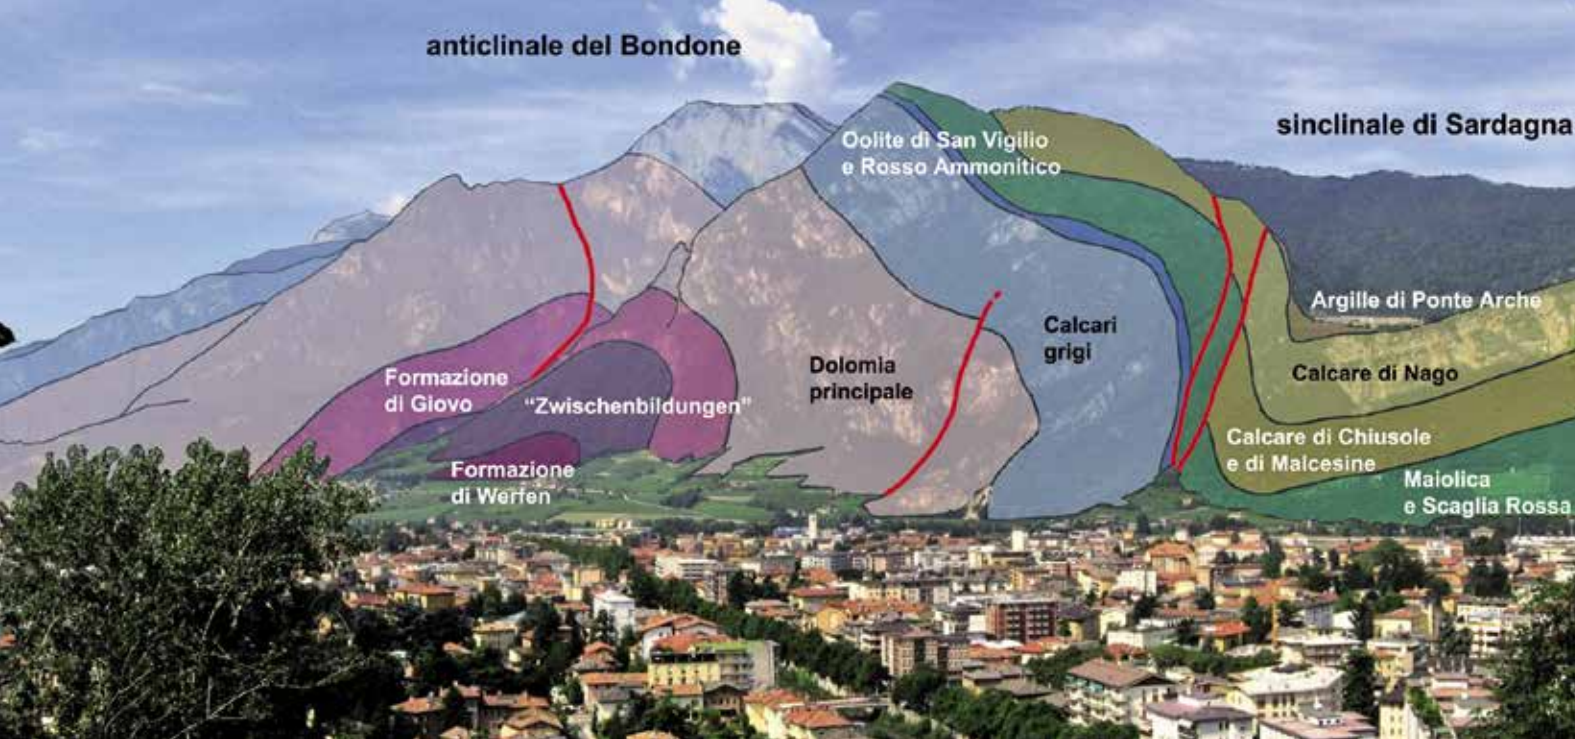 anticlinale del Bondone
sinclinale di Sardagna
Oolite di San Vigilio
e Rosso Ammonitico
Argille di Ponte Arche
Calcari
grigi
Dolomia
principale
Calcare di Nago
Formazione
di Giovo
“Zwischenbildungen”
Calcare di Chiusole
e di Malcesine
Formazione
di Werfen
Maiolica
e Scaglia Rossa